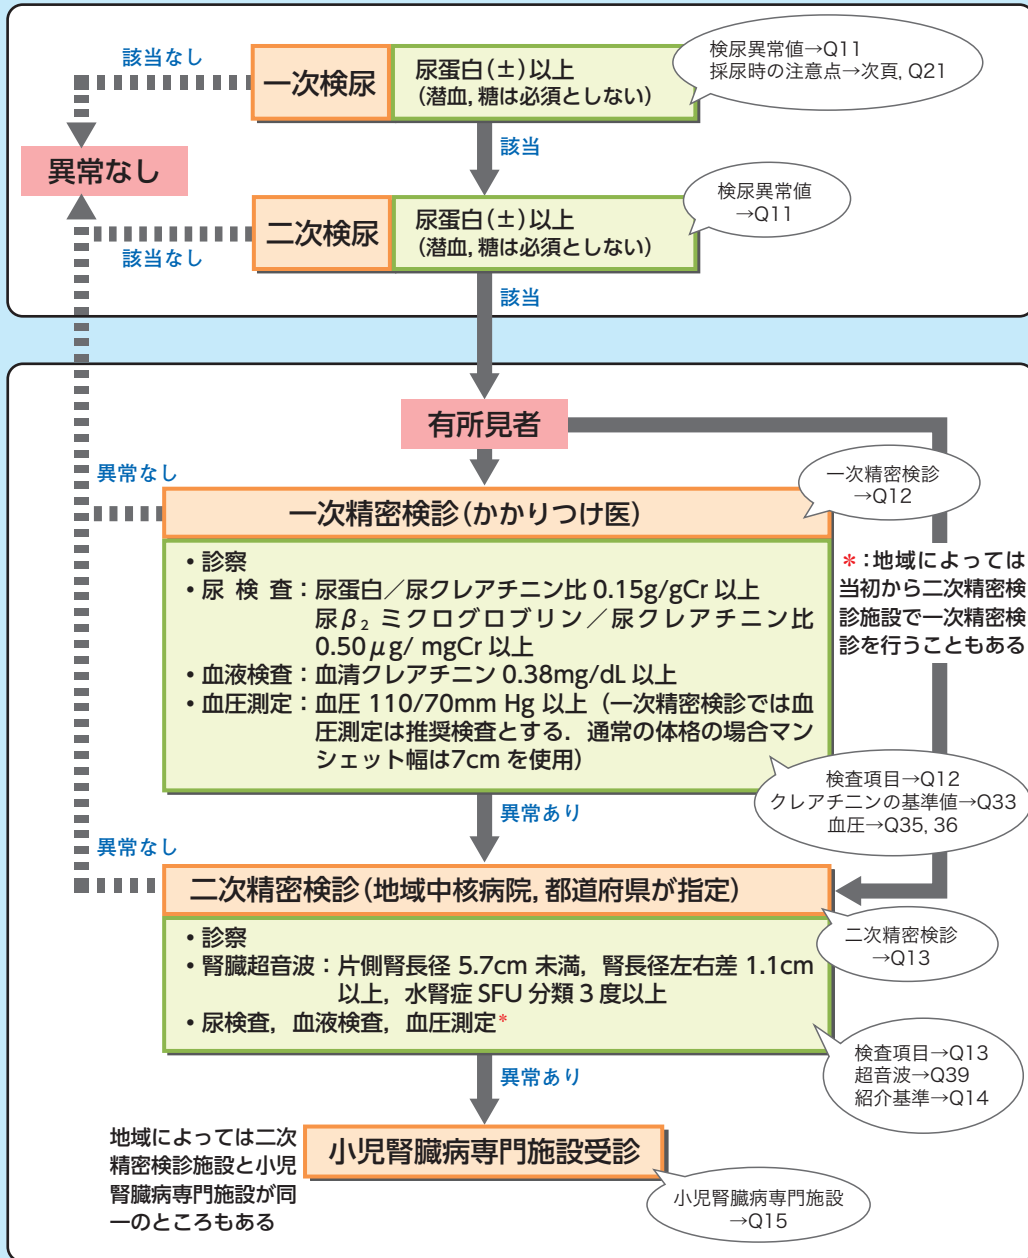 該当なし
一次検尿
尿蛋白(±)以上
(潜血,糖は必須としない)
検尿異常値→Q11
採尿時の注意点→次頁, Q21
該当
異常なし
二次検尿
尿蛋白(±)以上
(潜血,糖は必須としない)
検尿異常値
→Q11
該当なし
該当
有所見者
異常なし
一次精密検診(かかりつけ医)
一次精密検診
→Q12
・診察
・尿 検 査：尿蛋白／尿クレアチニン比 0.15g/gCr 以上
尿β₂ ミクログロブリン／尿クレアチニン比
0.50μg/ mgCr 以上
・血液検査：血清クレアチニン 0.38mg/dL 以上
・血圧測定：血圧 110/70mm Hg 以上（一次精密検診では血
圧測定は推奨検査とする．通常の体格の場合マン
シェット幅は7cm を使用）
＊：地域によっては
当初から二次精密検
診施設で一次精密検
診を行うこともある
検査項目→Q12
クレアチニンの基準値→Q33
血圧→Q35, 36
異常あり
異常なし
二次精密検診(地域中核病院,都道府県が指定)
二次精密検診
→Q13
・診察
・腎臓超音波：片側腎長径 5.7cm 未満，腎長径左右差 1.1cm
以上，水腎症 SFU 分類 3 度以上
・尿検査，血液検査，血圧測定＊
検査項目→Q13
超音波→Q39
紹介基準→Q14
異常あり
地域によっては二次
精密検診施設と小児
腎臓病専門施設が同
一のところもある
小児腎臓病専門施設受診
小児腎臓病専門施設
→Q15